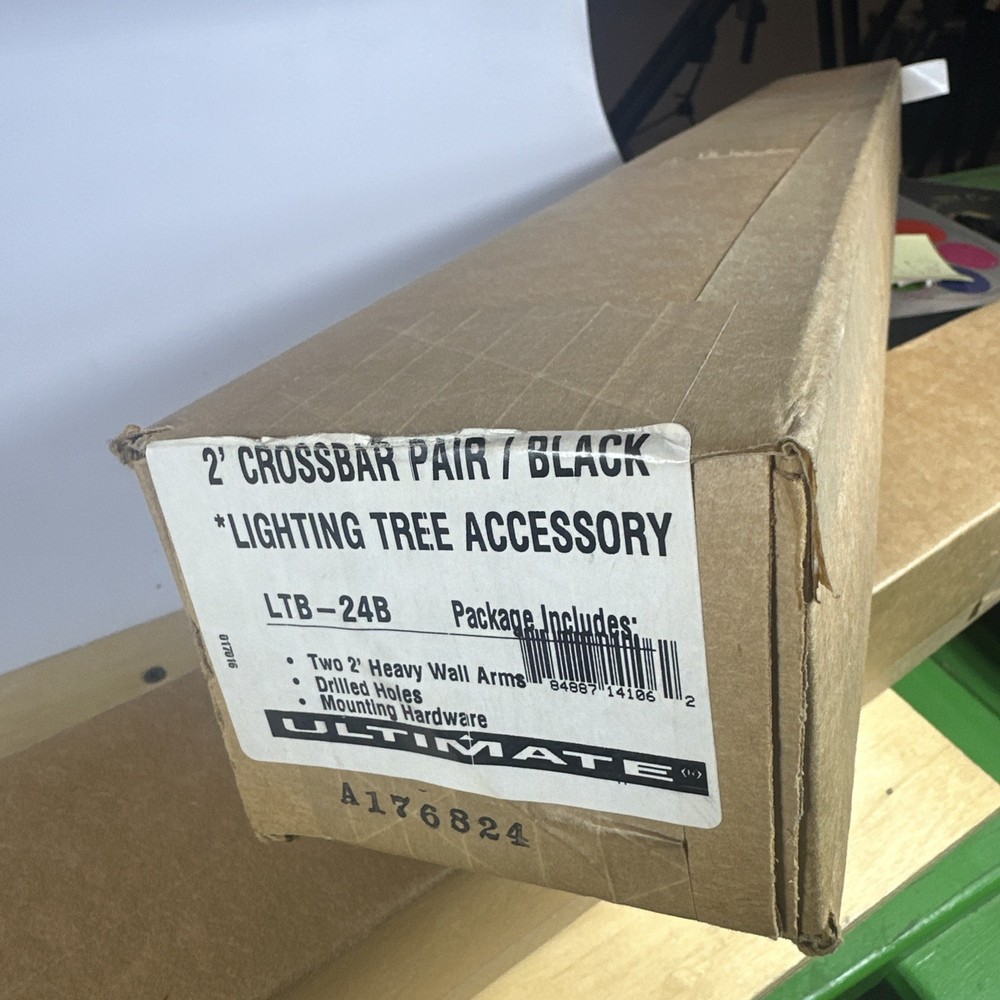 2' CROSSBAR PAIR / BLACK
*LIGHTING TREE ACCESSORY
LTB-24B
Package Includes:
017016
• Two 2' Heavy Wall Arms
• Drilled Holes
• Mounting Hardware
84887 14106 2
ULTIMATE
A176824